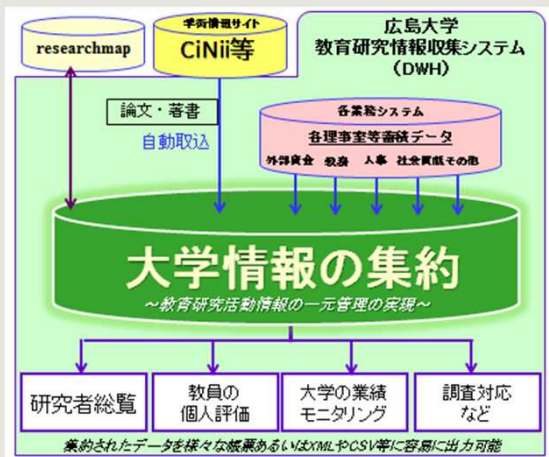 広島大学
教育研究情報収集システム
（DWH）
researchmap
学術情報サイト
CiNii等
論文・著書
自動取込
各業務システム
各理事室等蓄積データ
外部資金 教務 人事 社会貢献 その他
大学情報の集約
～教育研究活動情報の一元管理の実現～
研究者総覧
教員の
個人評価
大学の業績
モニタリング
調査対応
など
集約されたデータを様々な帳票あるいはXMLやCSV等に容易に出力可能